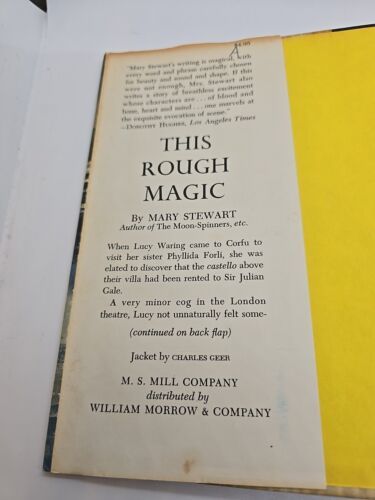 $4.95
"Mary Stewart's writing is magical, with
every word and phrase carefully chosen
for beauty and sound and shape. If this
were not enough, Mrs. Stewart also
writes a story of breathless excitement
whose characters are . . . of blood and
bone, heart and mind . . . one marvels at
the exquisite evocation of scene."
—DOROTHY HUGHES, Los Angeles Times
THIS
ROUGH
MAGIC
By MARY STEWART
Author of The Moon-Spinners, etc.
When Lucy Waring came to Corfu to
visit her sister Phyllida Forli, she was
elated to discover that the castello above
their villa had been rented to Sir Julian
Gale.
A very minor cog in the London
theatre, Lucy not unnaturally felt some-
(continued on back flap)
Jacket by CHARLES GEER
M. S. MILL COMPANY
distributed by
WILLIAM MORROW & COMPANY